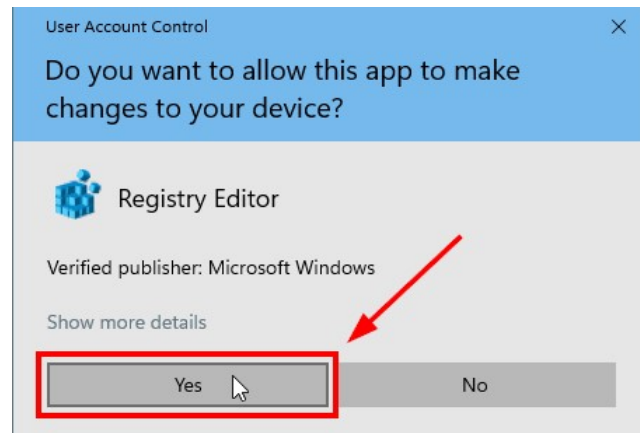 User Account Control
Do you want to allow this app to make
changes to your device?
Registry Editor
Verified publisher: Microsoft Windows
Show more details
Yes
No